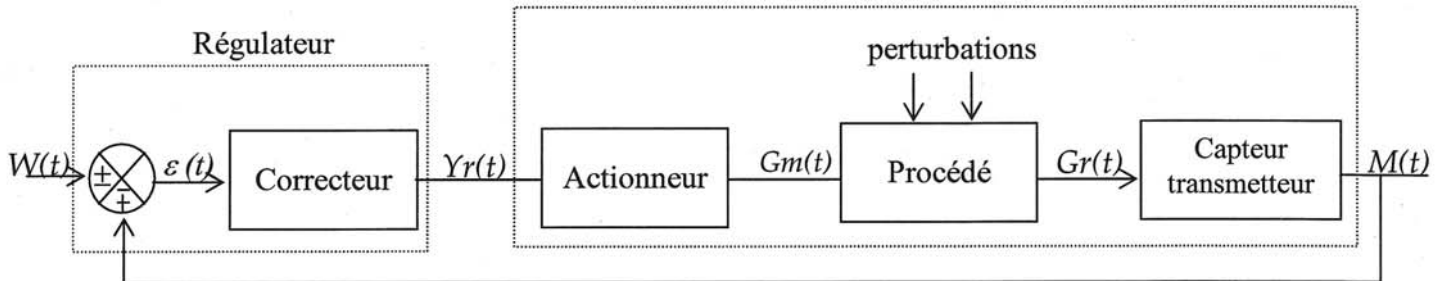 Régulateur
perturbations
W(t)
±
-
+
ε(t)
Correcteur
Yr(t)
Actionneur
Gm(t)
Procédé
Gr(t)
Capteur
transmetteur
M(t)